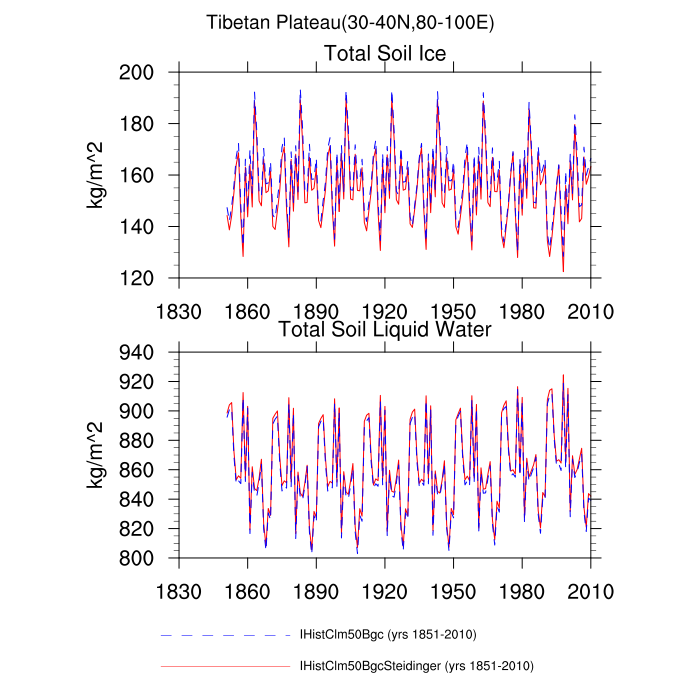 Tibetan Plateau(30-40N,80-100E)
Total Soil Ice
200
180
160
140
120
kg/m^2
1830 1860 1890 1920 1950 1980 2010
Total Soil Liquid Water
940
920
900
880
860
840
820
800
kg/m^2
1830 1860 1890 1920 1950 1980 2010
IHistClm50Bgc (yrs 1851-2010)
IHistClm50BgcSteidinger (yrs 1851-2010)